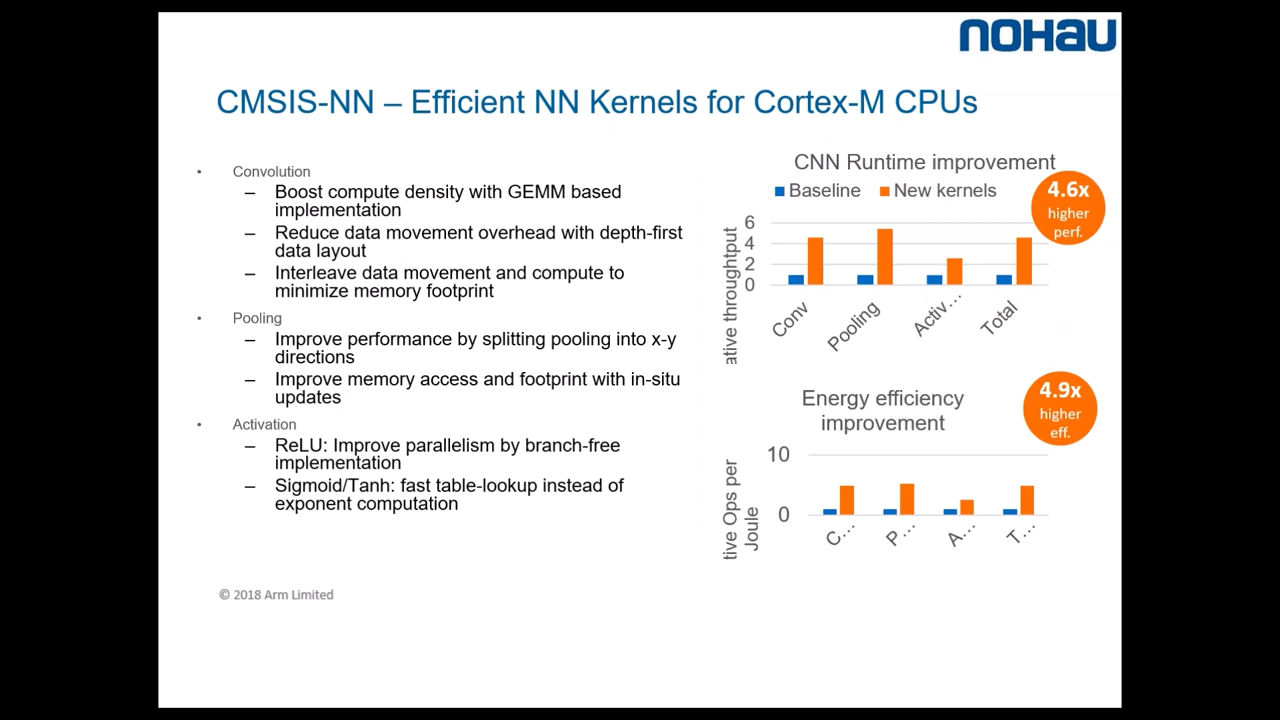 noHau
CMSIS-NN – Efficient NN Kernels for Cortex-M CPUs
• Convolution
– Boost compute density with GEMM based
implementation
– Reduce data movement overhead with depth-first
data layout
– Interleave data movement and compute to
minimize memory footprint
• Pooling
– Improve performance by splitting pooling into x-y
directions
– Improve memory access and footprint with in-situ
updates
• Activation
– ReLU: Improve parallelism by branch-free
implementation
– Sigmoid/Tanh: fast table-lookup instead of
exponent computation
© 2018 Arm Limited
CNN Runtime improvement
Baseline New kernels
4.6x
higher
perf.
ative throughtput
6
4
2
0
Conv
Pooling
Activ...
Total
Energy efficiency
improvement
4.9x
higher
eff.
tive Ops per
Joule
10
0
C...
P...
A...
T...